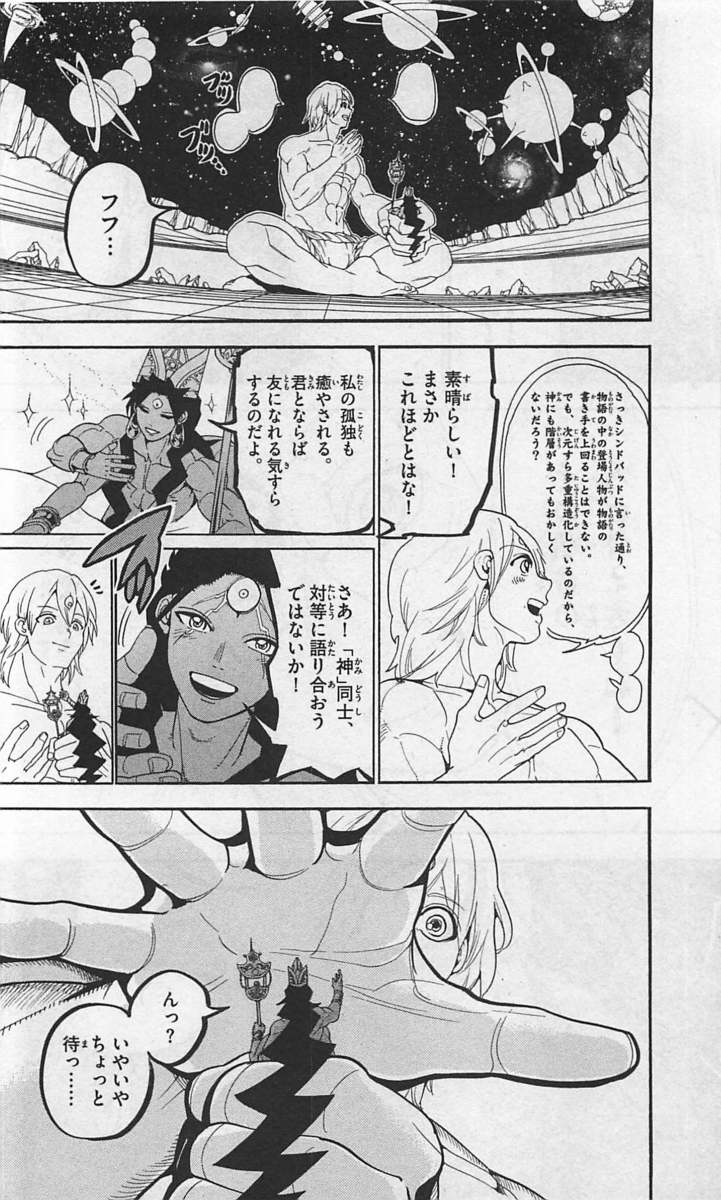 ブツ
ブツ…
フフ…
さっきシンドバッドに言った通り、
物語の中の登場人物が物語の
書き手を上回ることはできない。
でも、次元すら多重構造化しているのだから、
神にも階層があってもおかしく
ないだろう?
素晴らしい!
まさか
これほどとはな!
私の孤独も
癒やされる。
君とならば
友になれる気すら
するのだよ。
さあ!「神」同士、
対等に語り合おう
ではないか!
んっ?
いやいや
ちょっと
待っ……